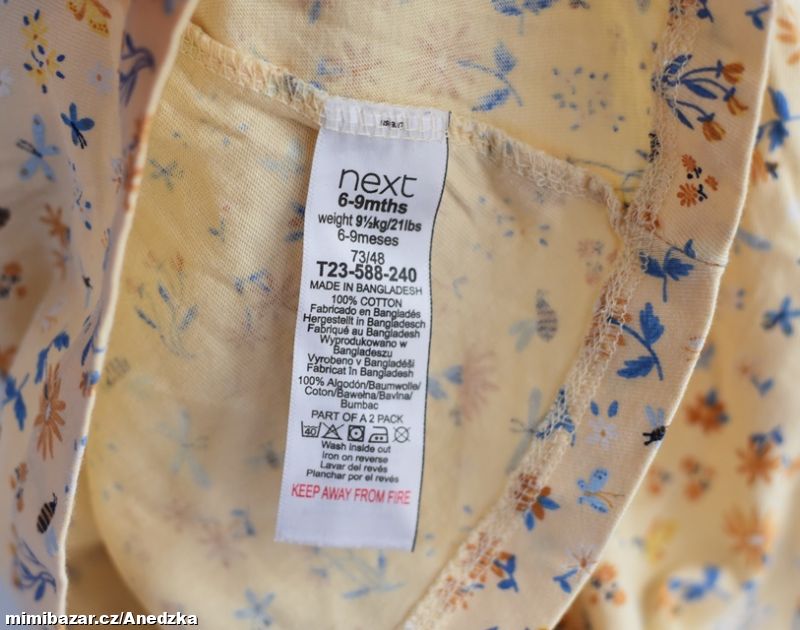 next
6-9mths
weight 9½kg/21lbs
6-9meses
73/48
T23-588-240
MADE IN BANGLADESH
100% COTTON
Fabricado en Bangladés
Hergestellt in Bangladesch
Fabriqué au Bangladesh
Wyprodukowano w
Bangladeszu
Vyrobeno v Bangladéši
Fabricat în Bangladesh
100% Algodón/Baumwolle/
Coton/Bawełna/Bavlna/
Bumbac
PART OF A 2 PACK
40
Wash inside out
Iron on reverse
Lavar del revés
Planchar por el revés
KEEP AWAY FROM FIRE
mimibazar.cz/Anedzka